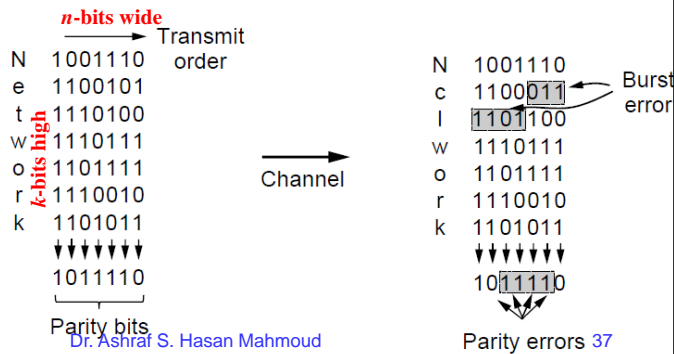 n-bits wide
Transmit
order
k-bits high
N 1001110
e 1100101
t 1110100
w 1110111
o 1101111
r 1110010
k 1101011
1011110
Parity bits
Channel
N 1001110
c 1100011
l 1101100
w 1110111
o 1101111
r 1110010
k 1101011
1011110
Burst
error
Parity errors
Dr. Ashraf S. Hasan Mahmoud
37